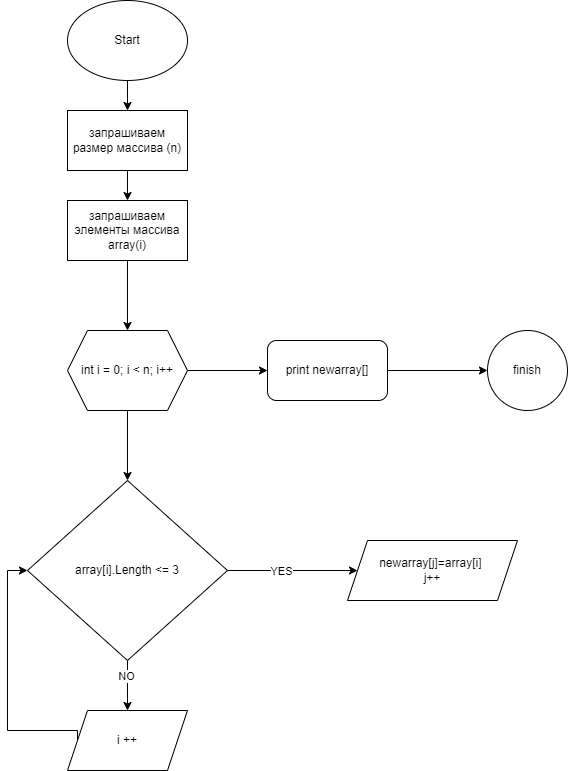 Start
запрашиваем
размер массива (n)
запрашиваем
элементы массива
array(i)
int i = 0; i < n; i++
print newarray[]
finish
array[i].Length <= 3
YES
newarray[j]=array[i]
j++
NO
i ++